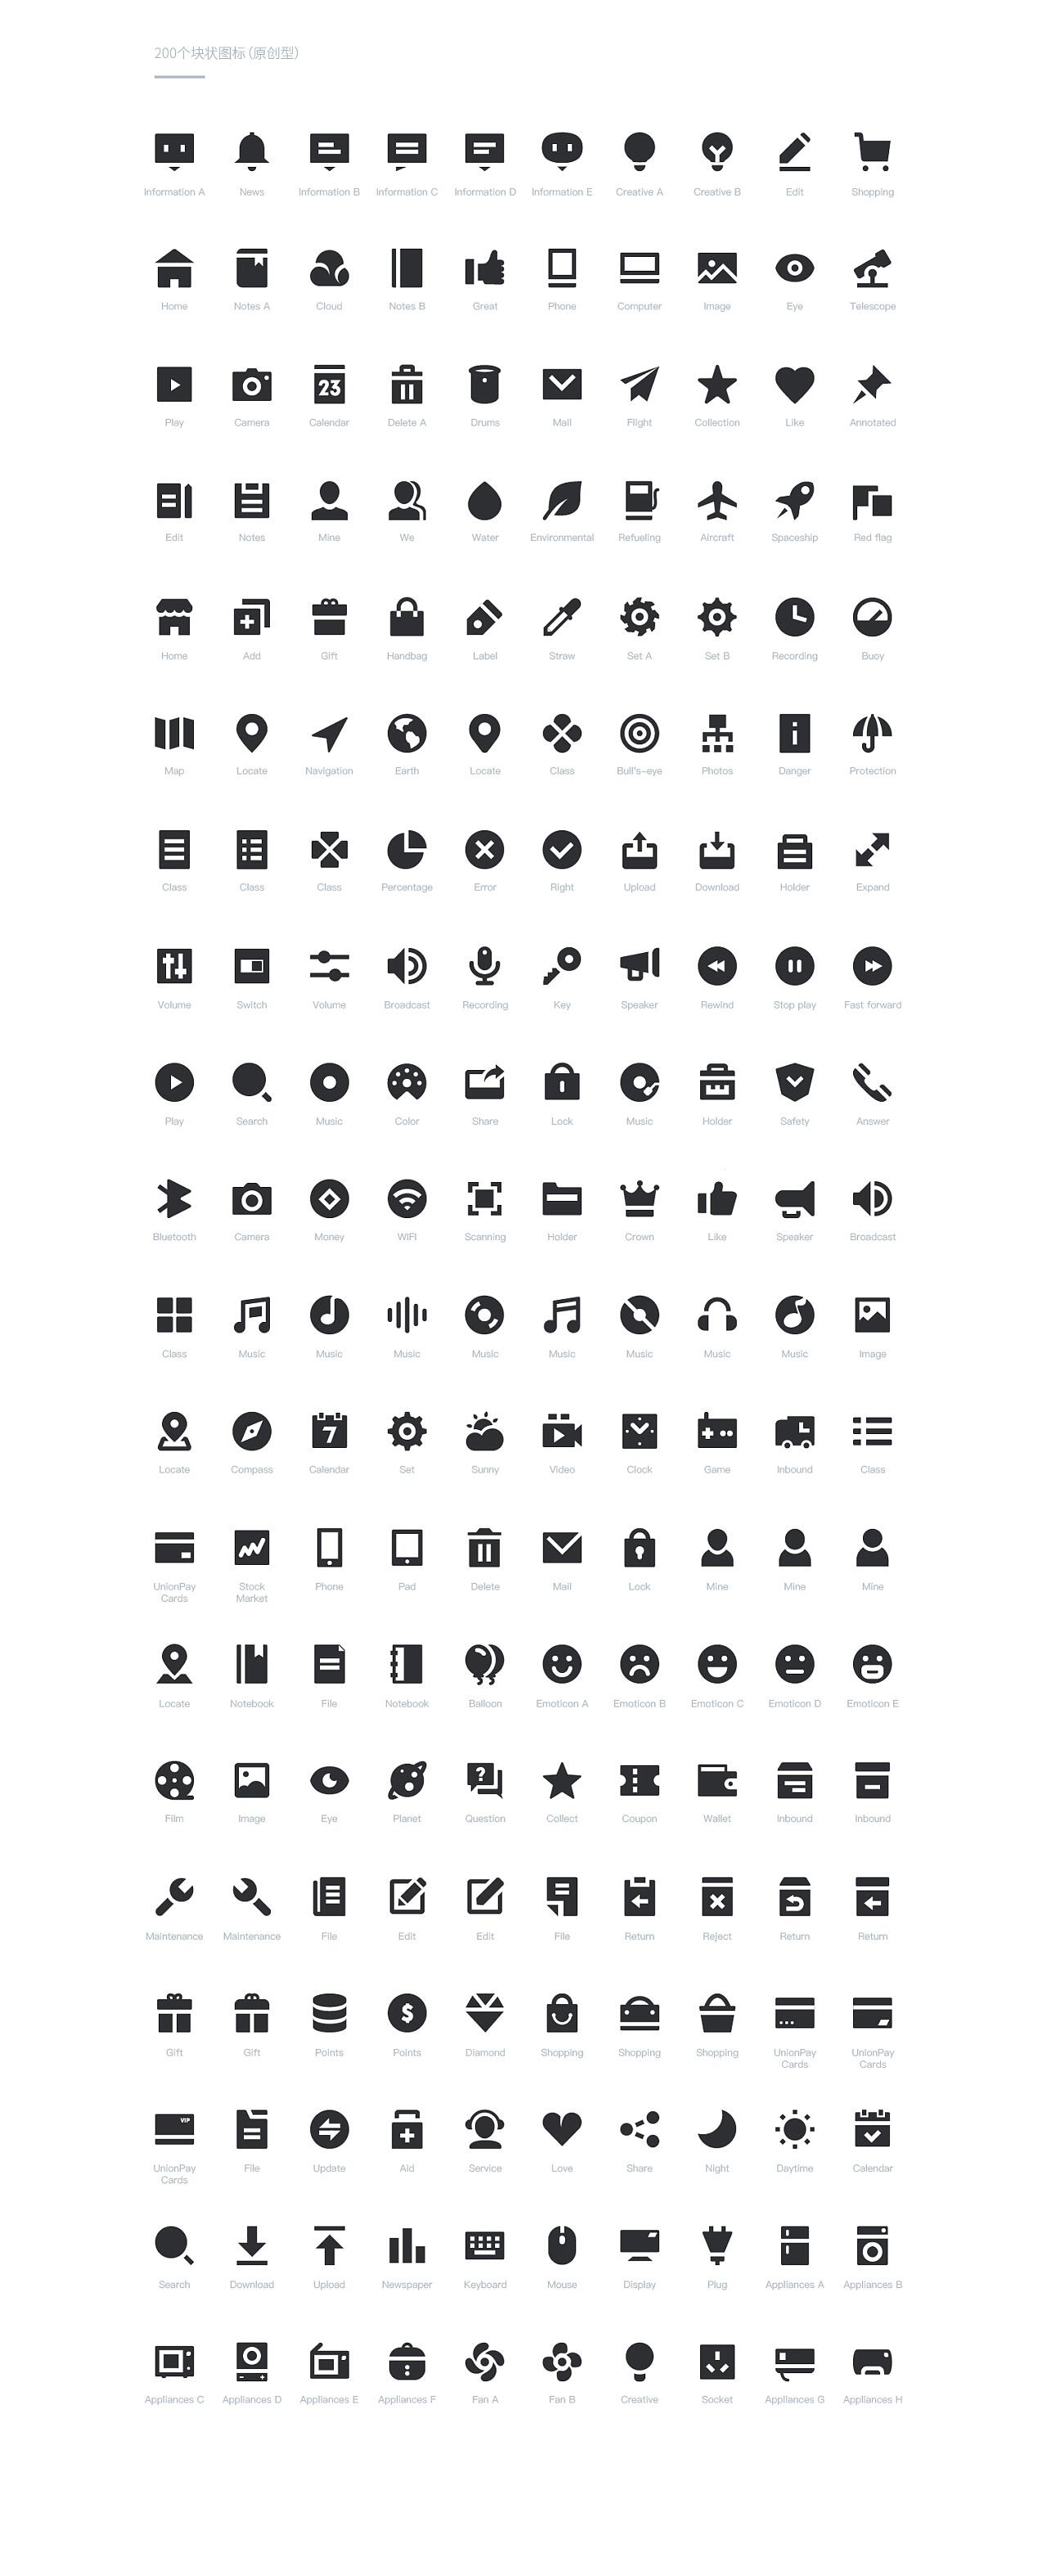 200个块状图标(原创型)
Information A News Information B Information C Information D Information E Creative A Creative B Edit Shopping
Home Notes A Cloud Notes B Great Phone Computer Image Eye Telescope
23
Play Camera Calendar Delete A Drums Mail Flight Collection Like Annotated
Edit Notes Mine We Water Environmental Refueling Aircraft Spaceship Red flag
Home Add Gift Handbag Label Straw Set A Set B Recording Buoy
Map Locate Navigation Earth Locate Class Bull's-eye Photos Danger Protection
Class Class Class Percentage Error Right Upload Download Holder Expand
Volume Switch Volume Broadcast Recording Key Speaker Rewind Stop play Fast forward
Play Search Music Color Share Lock Music Holder Safety Answer
Bluetooth Camera Money WIFI Scanning Holder Crown Like Speaker Broadcast
Class Music Music Music Music Music Music Music Music Image
7
Locate Compass Calendar Set Sunny Video Clock Game Inbound Class
UnionPay Stock Phone Pad Delete Mail Lock Mine Mine Mine
Cards Market
Locate Notebook File Notebook Balloon Emoticon A Emoticon B Emoticon C Emoticon D Emoticon E
?
Film Image Eye Planet Question Collect Coupon Wallet Inbound Inbound
Maintenance Maintenance File Edit Edit File Return Reject Return Return
$
Gift Gift Points Points Diamond Shopping Shopping Shopping UnionPay UnionPay
Cards Cards
VIP
UnionPay File Update Aid Service Love Share Night Daytime Calendar
Cards
Search Download Upload Newspaper Keyboard Mouse Display Plug Appliances A Appliances B
Appliances C Appliances D Appliances E Appliances F Fan A Fan B Creative Socket Appliances G Appliances H